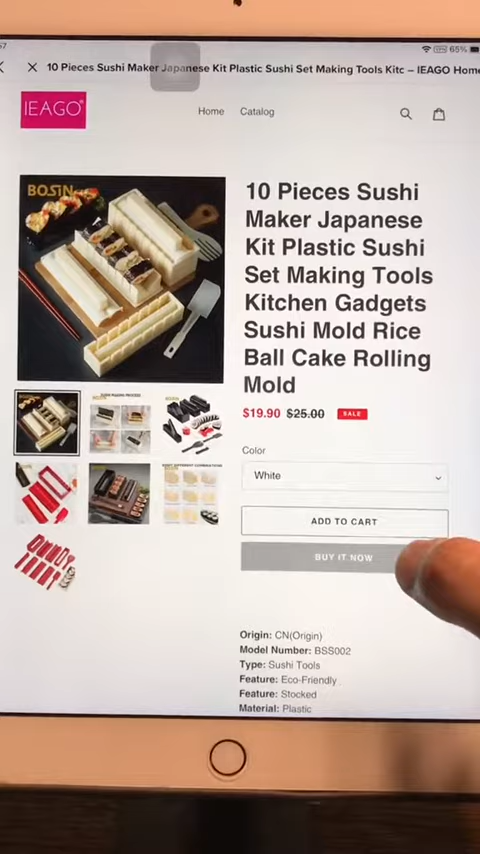 65%
10 Pieces Sushi Maker Japanese Kit Plastic Sushi Set Making Tools Kitc – IEAGO Home
IEAGO
Home Catalog
BOSIN
10 Pieces Sushi
Maker Japanese
Kit Plastic Sushi
Set Making Tools
Kitchen Gadgets
Sushi Mold Rice
Ball Cake Rolling
Mold
$19.90 $25.00 SALE
Color
White
ADD TO CART
BUY IT NOW
Origin: CN(Origin)
Model Number: BSS002
Type: Sushi Tools
Feature: Eco-Friendly
Feature: Stocked
Material: Plastic